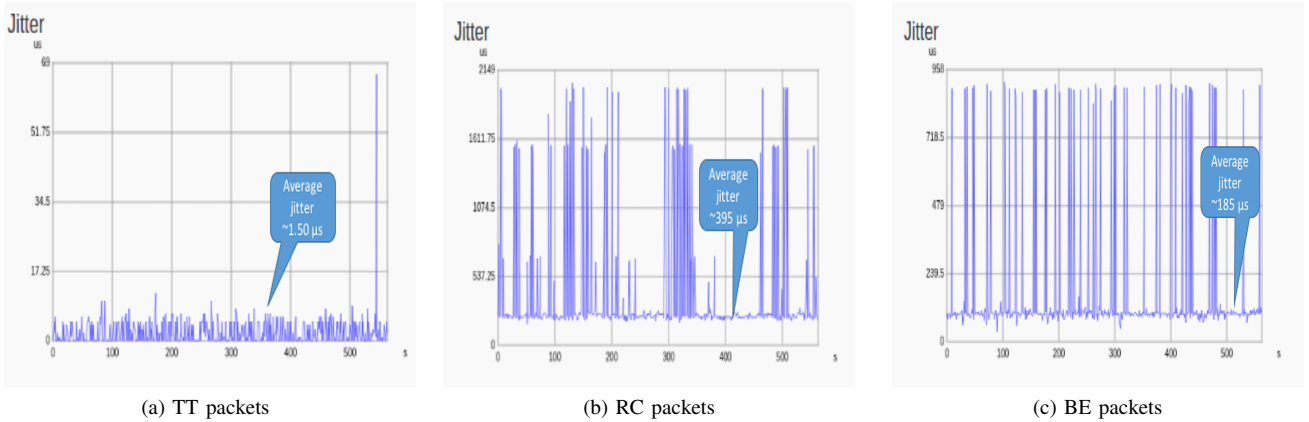 Jitter
us
69
51.75
34.5
17.25
0
0 100 200 300 400 500 s
Average
jitter
~1.50 µs
(a) TT packets
Jitter
us
2149
1611.75
1074.5
537.25
0
0 100 200 300 400 500 s
Average
jitter
~395 µs
(b) RC packets
Jitter
us
958
718.5
479
239.5
0
0 100 200 300 400 500 s
Average
jitter
~185 µs
(c) BE packets